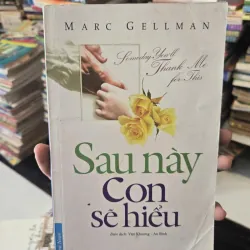 MARC GELLMAN
Someday You'll
Thank Me
for This
Sau này
Con
sẽ hiểu